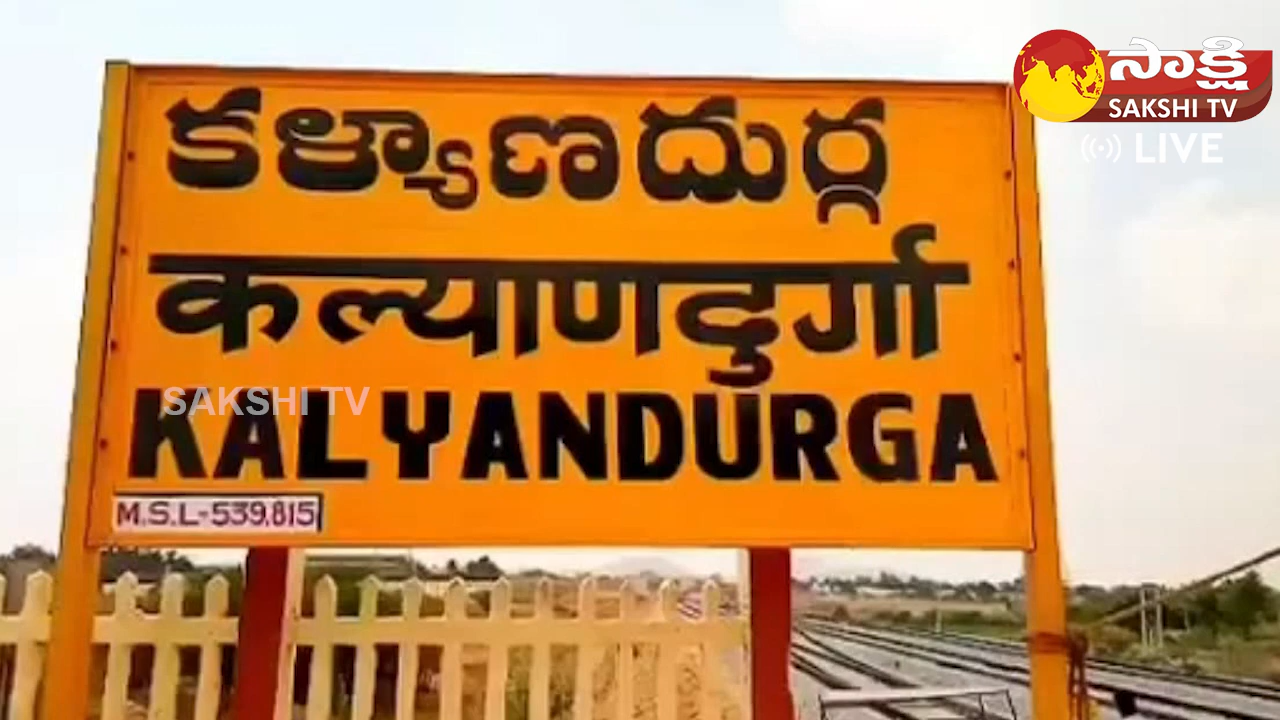 సాక్షి
SAKSHI TV
LIVE
కళ్యాణదుర్గ
कल्याणदुर्गा
SAKSHI TV
KALYANDURGA
M.S.L-539.815